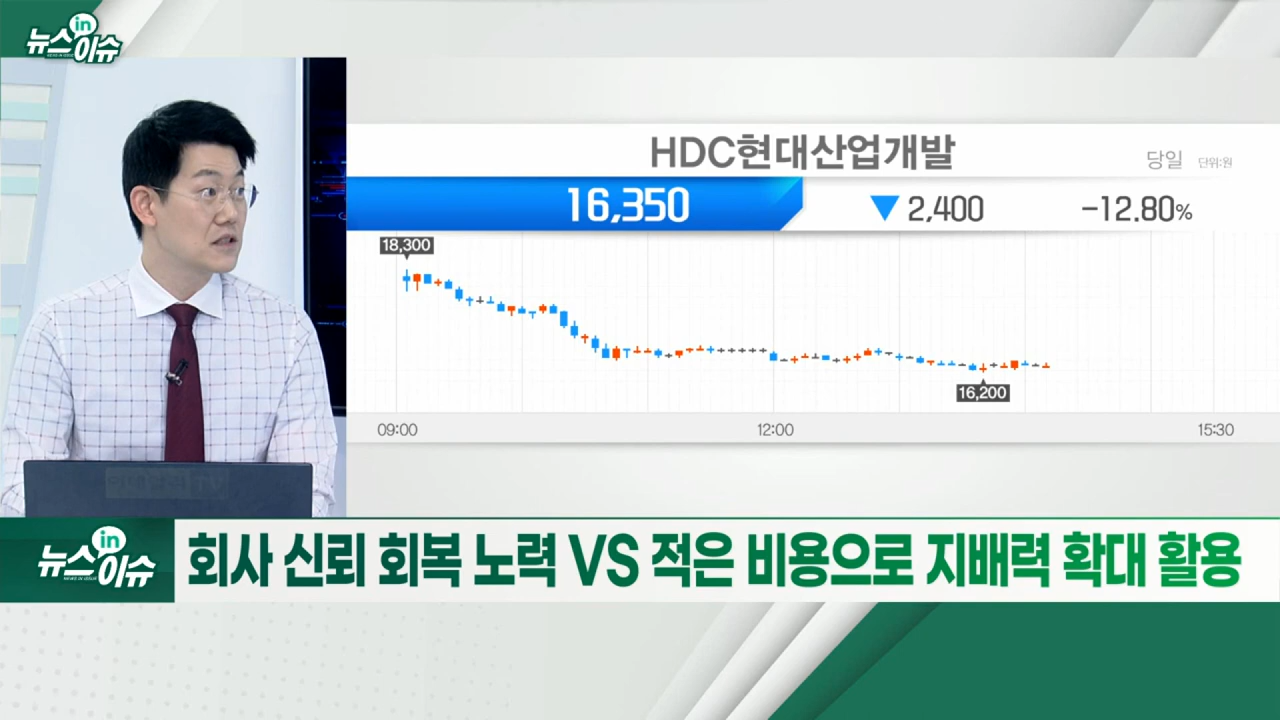 뉴스in이슈
HDC현대산업개발
당일 단위:원
16,350 ▼2,400 -12.80%
18,300
16,200
09:00 12:00 15:30
뉴스in이슈
NEWS IN ISSUE
회사 신뢰 회복 노력 VS 적은 비용으로 지배력 확대 활용